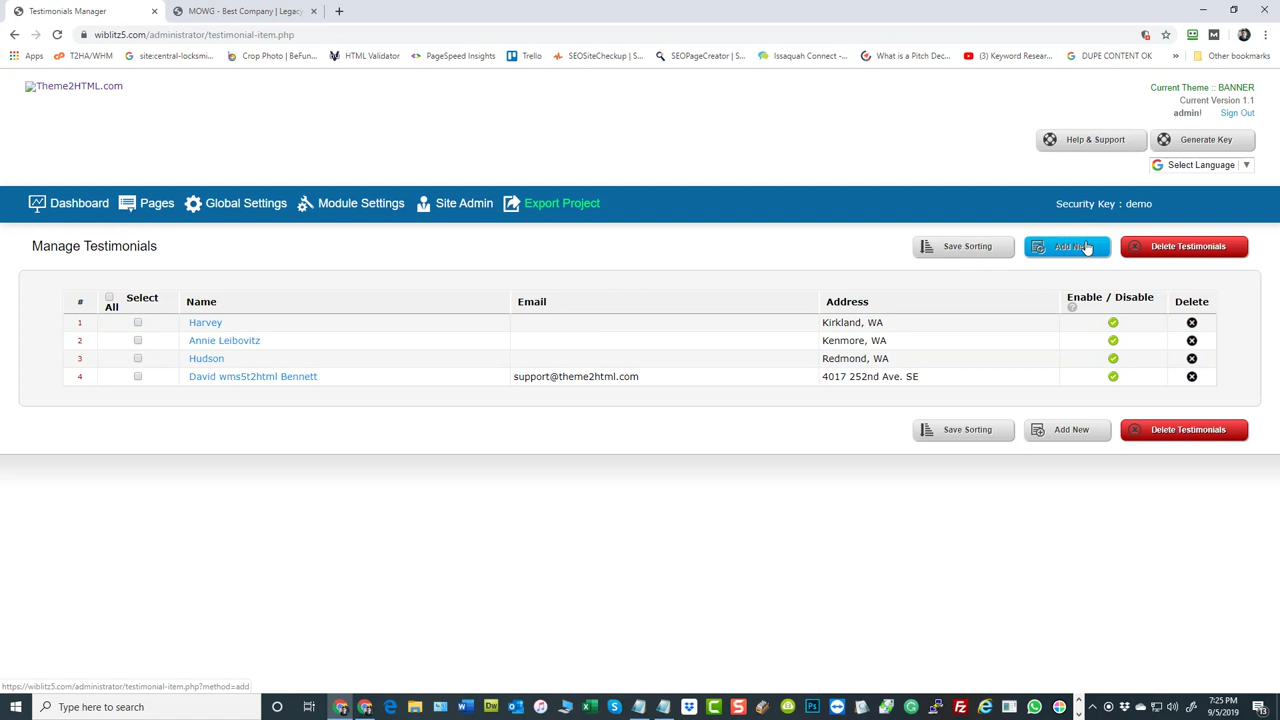 Testimonials Manager
MOWG - Best Company | Legacy
wiblitz5.com/administrator/testimonial-item.php
Apps
T2HA/WHM
site:central-locksmi...
Crop Photo | BeFun...
HTML Validator
PageSpeed Insights
Trello
SEOSiteCheckup | S...
SEOPageCreator | S...
Issaquah Connect -...
What is a Pitch Dec...
(3) Keyword Resear...
DUPE CONTENT OK
»
Other bookmarks
Theme2HTML.com
Current Theme :: BANNER
Current Version 1.1
admin! Sign Out
Help & Support
Generate Key
Select Language ▼
Dashboard
Pages
Global Settings
Module Settings
Site Admin
Export Project
Security Key : demo
Manage Testimonials
Save Sorting
Add New
Delete Testimonials
# Select All Name Email Address Enable / Disable Delete
1 Harvey Kirkland, WA
2 Annie Leibovitz Kenmore, WA
3 Hudson Redmond, WA
4 David wms5t2html Bennett support@theme2html.com 4017 252nd Ave. SE
Save Sorting
Add New
Delete Testimonials
https://wiblitz5.com/administrator/testimonial-item.php?method=add
Type here to search
7:25 PM
9/5/2019